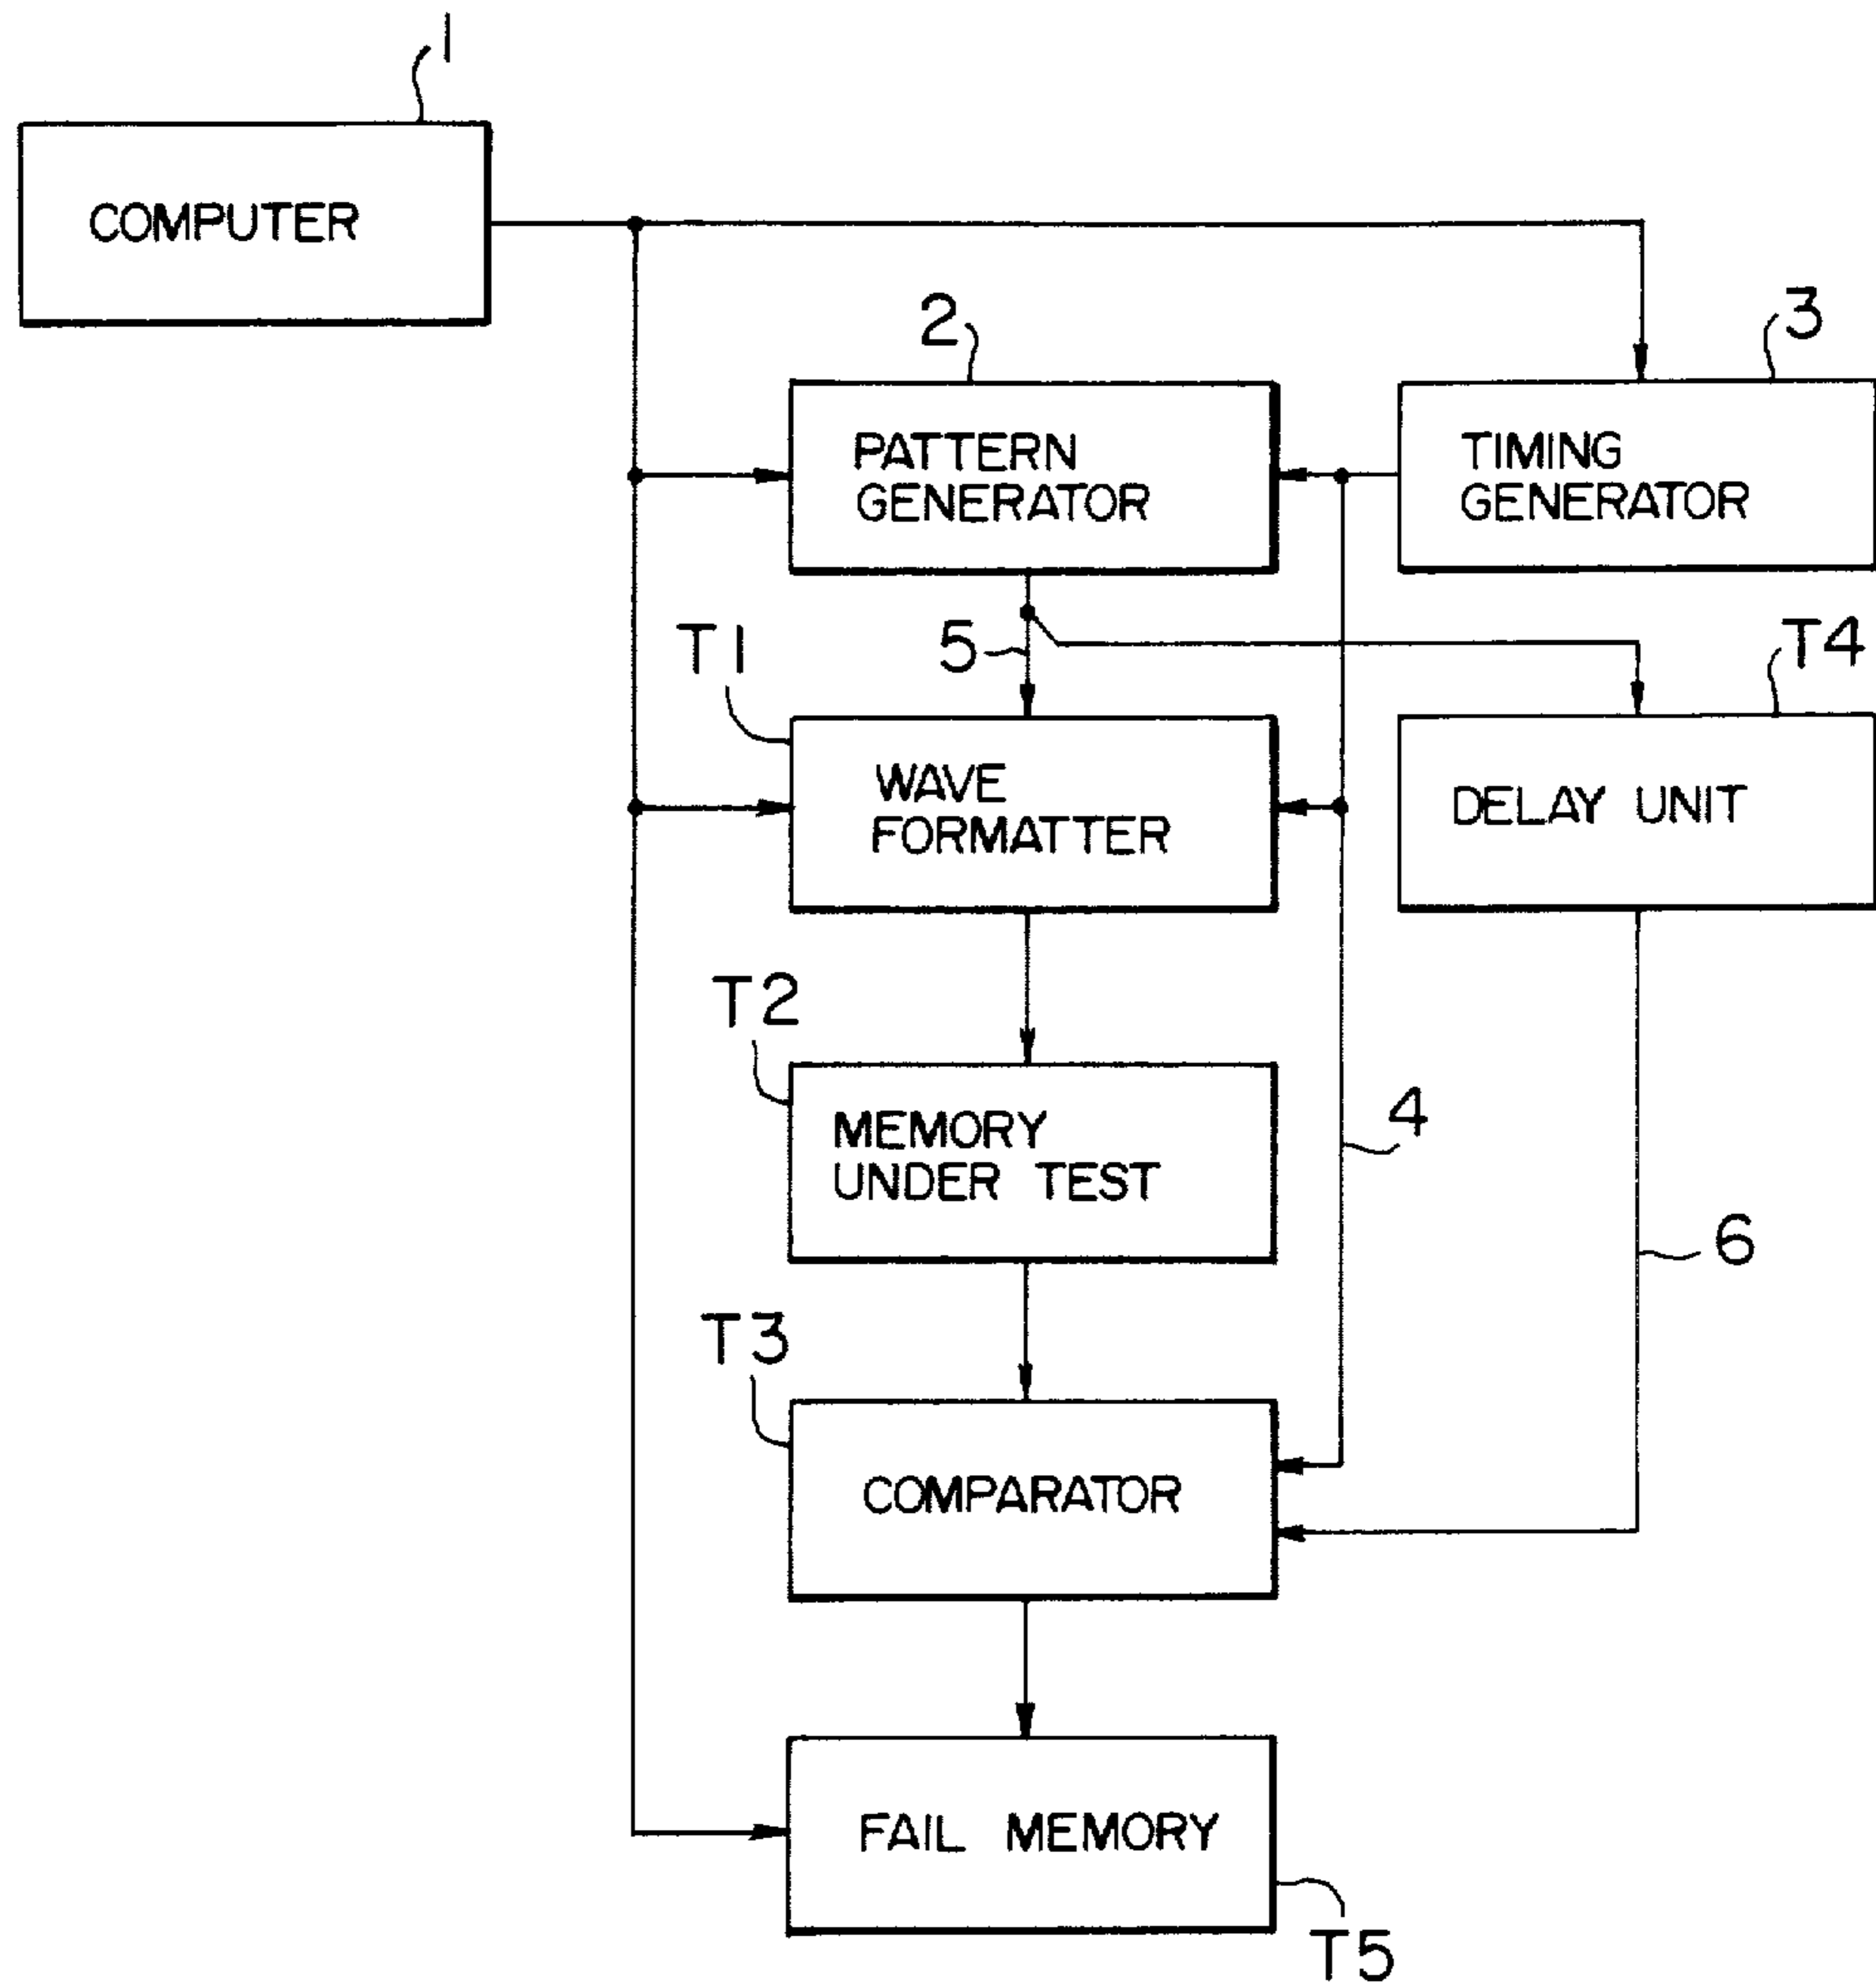 1
COMPUTER
2
3
PATTERN
GENERATOR
TIMING
GENERATOR
T1
5
T4
WAVE
FORMATTER
DELAY UNIT
T2
MEMORY
UNDER TEST
4
6
T3
COMPARATOR
FAIL MEMORY
T5